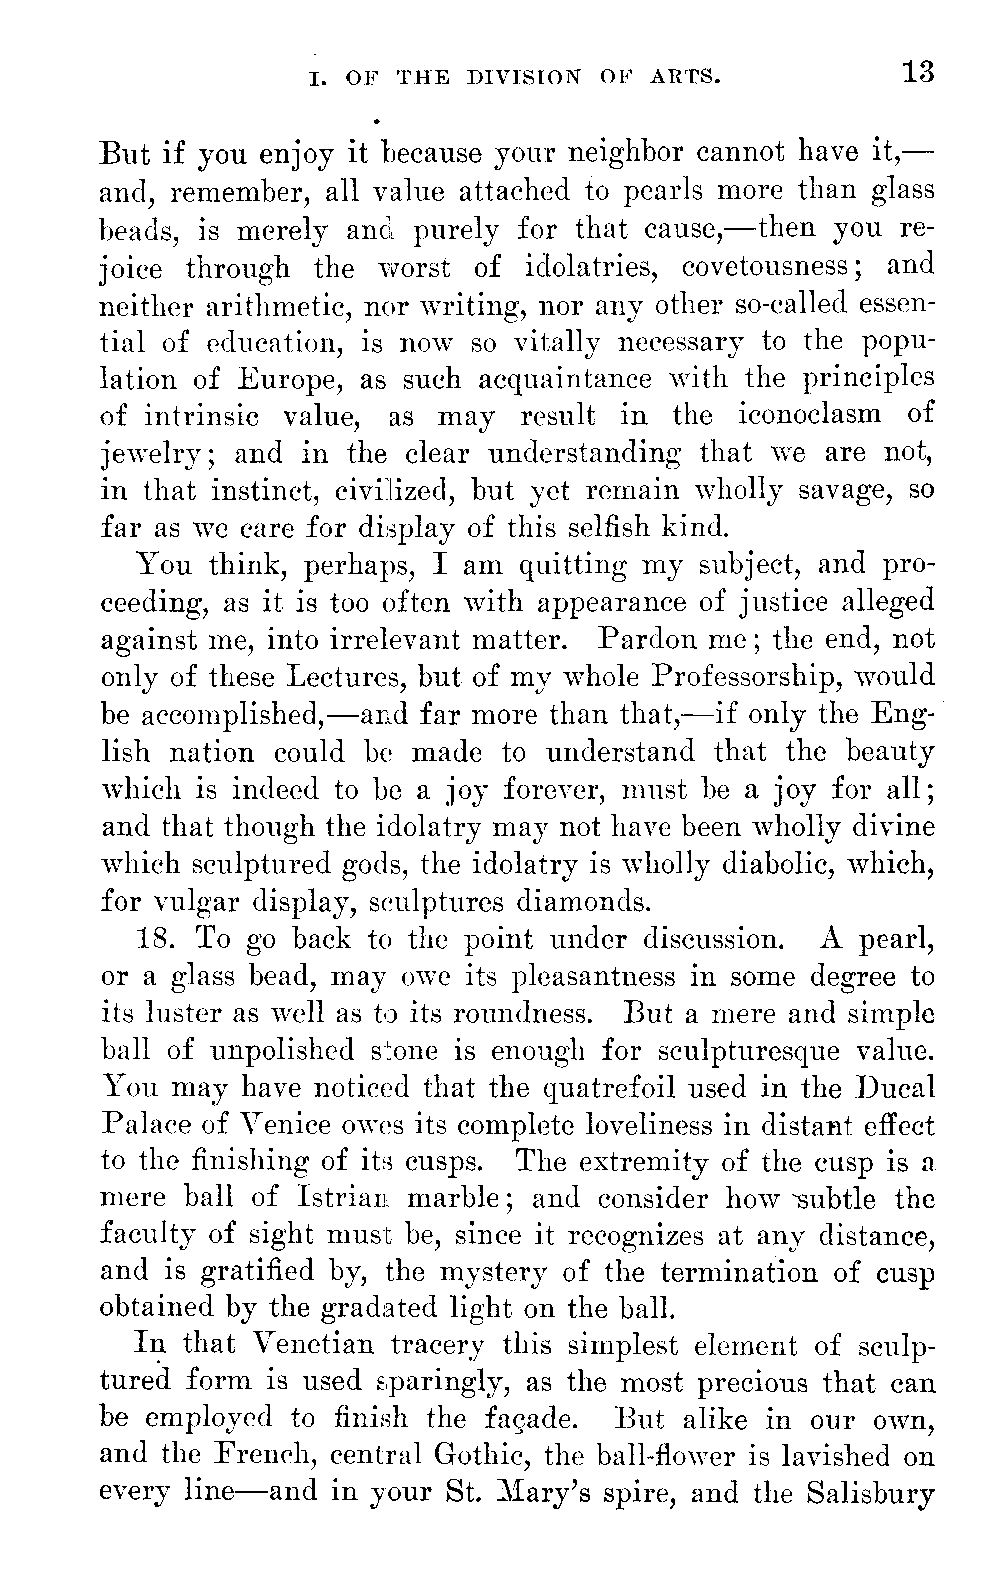 I. OF THE DIVISION OF ARTS. 13
But if you enjoy it because your neighbor cannot have it,—
and, remember, all value attached to pearls more than glass
beads, is merely and purely for that cause,—then you re-
joice through the worst of idolatries, covetousness; and
neither arithmetic, nor writing, nor any other so-called essen-
tial of education, is now so vitally necessary to the popu-
lation of Europe, as such acquaintance with the principles
of intrinsic value, as may result in the iconoclasm of
jewelry; and in the clear understanding that we are not,
in that instinct, civilized, but yet remain wholly savage, so
far as we care for display of this selfish kind.
You think, perhaps, I am quitting my subject, and pro-
ceeding, as it is too often with appearance of justice alleged
against me, into irrelevant matter. Pardon me; the end, not
only of these Lectures, but of my whole Professorship, would
be accomplished,—and far more than that,—if only the Eng-
lish nation could be made to understand that the beauty
which is indeed to be a joy forever, must be a joy for all;
and that though the idolatry may not have been wholly divine
which sculptured gods, the idolatry is wholly diabolic, which,
for vulgar display, sculptures diamonds.
18. To go back to the point under discussion. A pearl,
or a glass bead, may owe its pleasantness in some degree to
its luster as well as to its roundness. But a mere and simple
ball of unpolished stone is enough for sculpturesque value.
You may have noticed that the quatrefoil used in the Ducal
Palace of Venice owes its complete loveliness in distant effect
to the finishing of its cusps. The extremity of the cusp is a
mere ball of Istrian marble; and consider how subtle the
faculty of sight must be, since it recognizes at any distance,
and is gratified by, the mystery of the termination of cusp
obtained by the gradated light on the ball.
In that Venetian tracery this simplest element of sculp-
tured form is used sparingly, as the most precious that can
be employed to finish the façade. But alike in our own,
and the French, central Gothic, the ball-flower is lavished on
every line—and in your St. Mary's spire, and the Salisbury